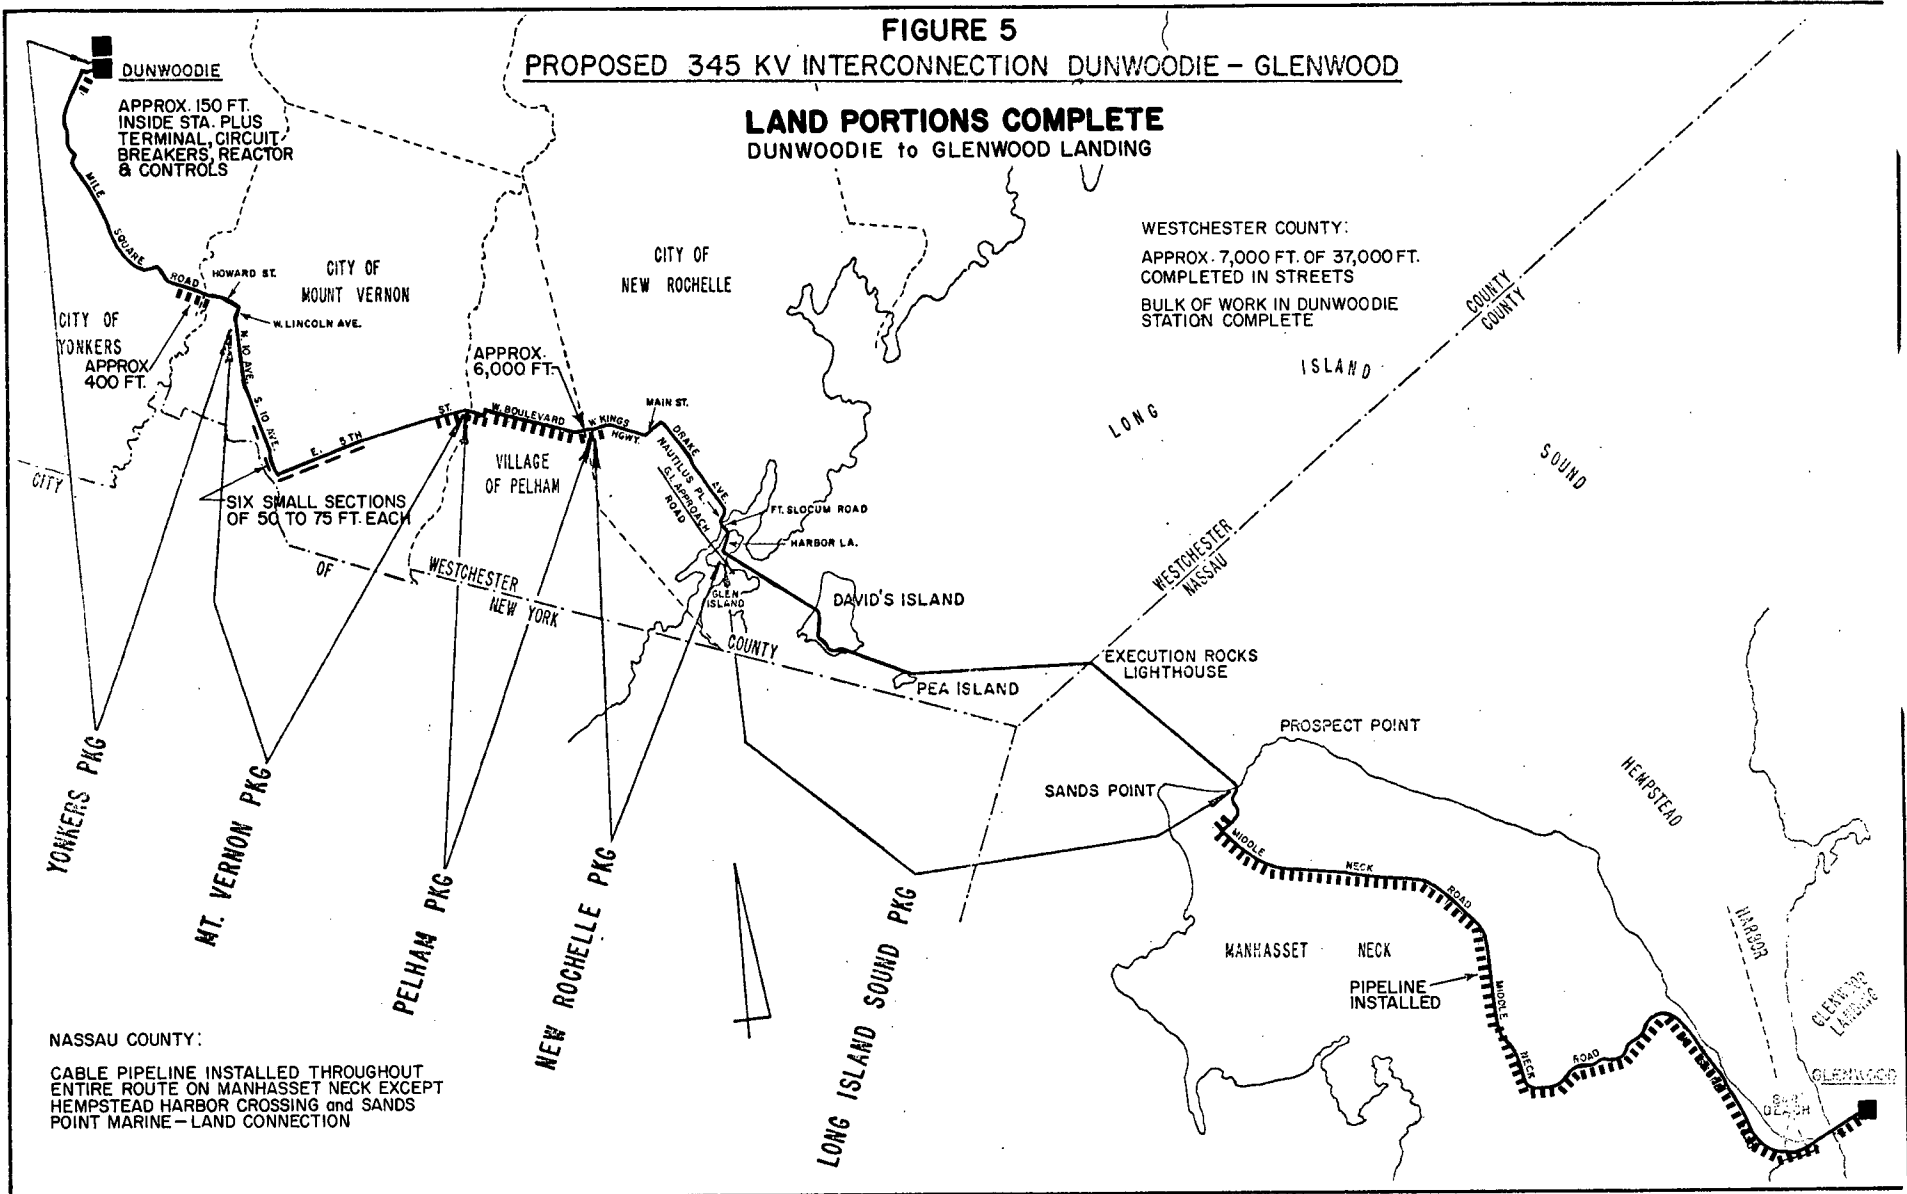 FIGURE 5
PROPOSED 345 KV INTERCONNECTION DUNWOODIE – GLENWOOD
LAND PORTIONS COMPLETE
DUNWOODIE to GLENWOOD LANDING
DUNWOODIE
APPROX. 150 FT.
INSIDE STA. PLUS
TERMINAL, CIRCUIT
BREAKERS, REACTOR
& CONTROLS
MILE
SQUARE
ROAD
HOWARD ST.
W. LINCOLN AVE.
CITY OF
MOUNT VERNON
CITY OF
NEW ROCHELLE
WESTCHESTER COUNTY:
APPROX. 7,000 FT. OF 37,000 FT.
COMPLETED IN STREETS
BULK OF WORK IN DUNWOODIE
STATION COMPLETE
COUNTY
COUNTY
CITY OF
YONKERS
APPROX
400 FT.
N. 10 AVE.
S. 10 AVE.
APPROX.
6,000 FT.
ISLAND
LONG
SOUND
E. 5TH
ST.
W. BOULEVARD
W. KINGS
HGWY.
MAIN ST.
DRAKE
AVE.
NAUTILUS PL.
G.I. APPROACH
ROAD
VILLAGE
OF PELHAM
CITY
OF
SIX SMALL SECTIONS
OF 50 TO 75 FT. EACH
FT. SLOCUM ROAD
HARBOR LA.
WESTCHESTER
NEW YORK
COUNTY
GLEN
ISLAND
DAVID'S ISLAND
WESTCHESTER
NASSAU
EXECUTION ROCKS
LIGHTHOUSE
PEA ISLAND
PROSPECT POINT
SANDS POINT
HEMPSTEAD
HARBOR
YONKERS PKG
MT. VERNON PKG
PELHAM PKG
NEW ROCHELLE PKG
LONG ISLAND SOUND PKG
MIDDLE
NECK
ROAD
MANHASSET NECK
PIPELINE
INSTALLED
MIDDLE
NECK
ROAD
GLENWOOD
LANDING
GLENWOOD
BEACH
NASSAU COUNTY:
CABLE PIPELINE INSTALLED THROUGHOUT
ENTIRE ROUTE ON MANHASSET NECK EXCEPT
HEMPSTEAD HARBOR CROSSING and SANDS
POINT MARINE – LAND CONNECTION